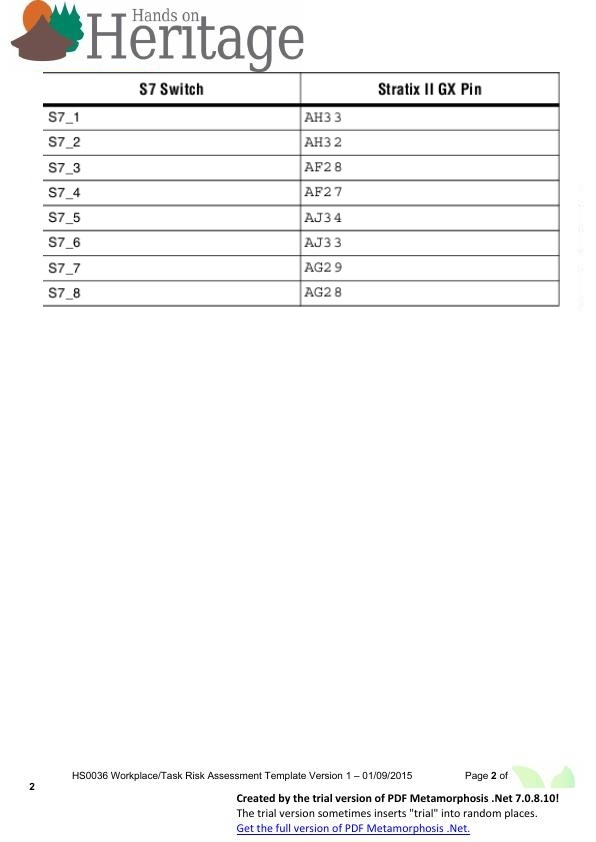 Hands on
Heritage
S7 Switch Stratix II GX Pin
S7_1 AH33
S7_2 AH32
S7_3 AF28
S7_4 AF27
S7_5 AJ34
S7_6 AJ33
S7_7 AG29
S7_8 AG28
HS0036 Workplace/Task Risk Assessment Template Version 1 – 01/09/2015 Page 2 of
2
Created by the trial version of PDF Metamorphosis .Net 7.0.8.10!
The trial version sometimes inserts "trial" into random places.
Get the full version of PDF Metamorphosis .Net.